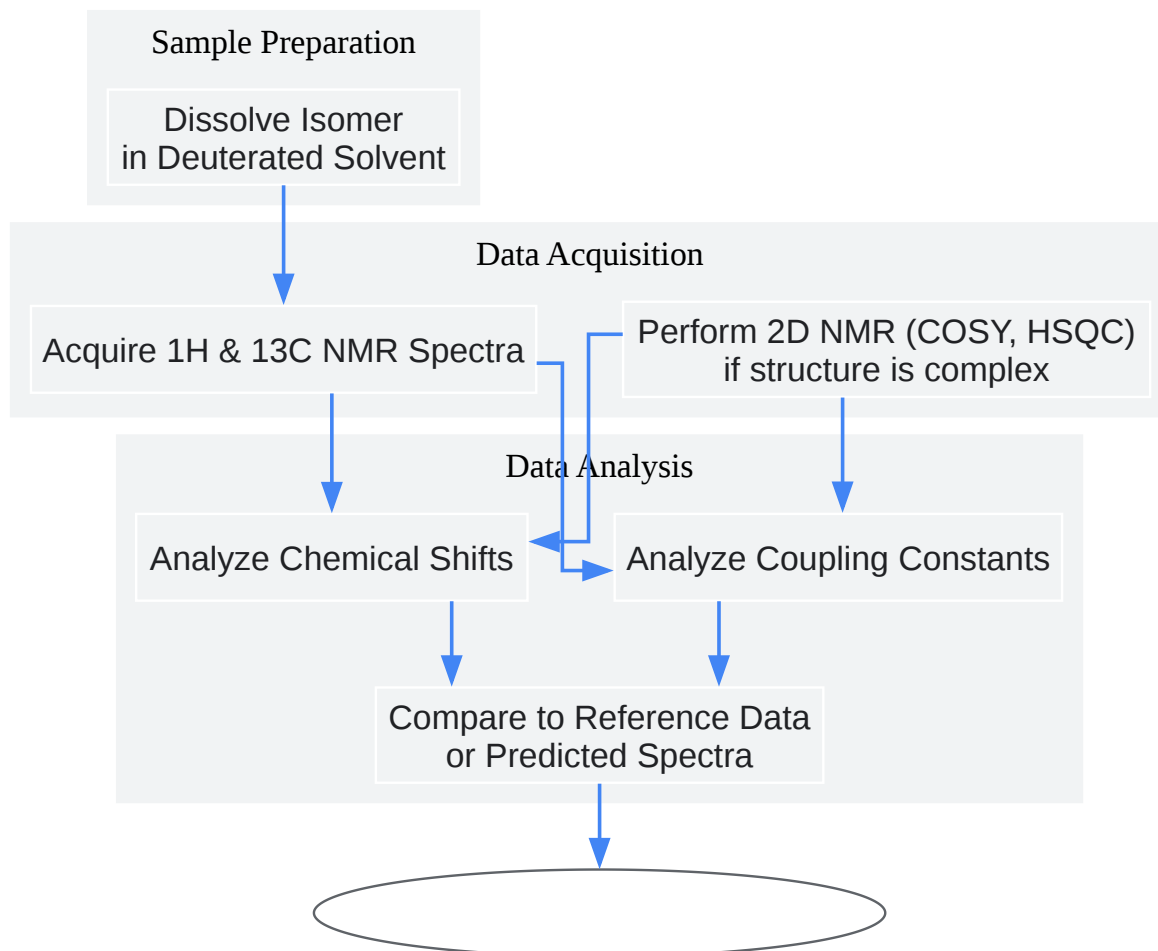 Sample Preparation
Dissolve Isomer
in Deuterated Solvent
Data Acquisition
Acquire 1H & 13C NMR Spectra
Perform 2D NMR (COSY, HSQC)
if structure is complex
Data Analysis
Analyze Chemical Shifts
Analyze Coupling Constants
Compare to Reference Data
or Predicted Spectra